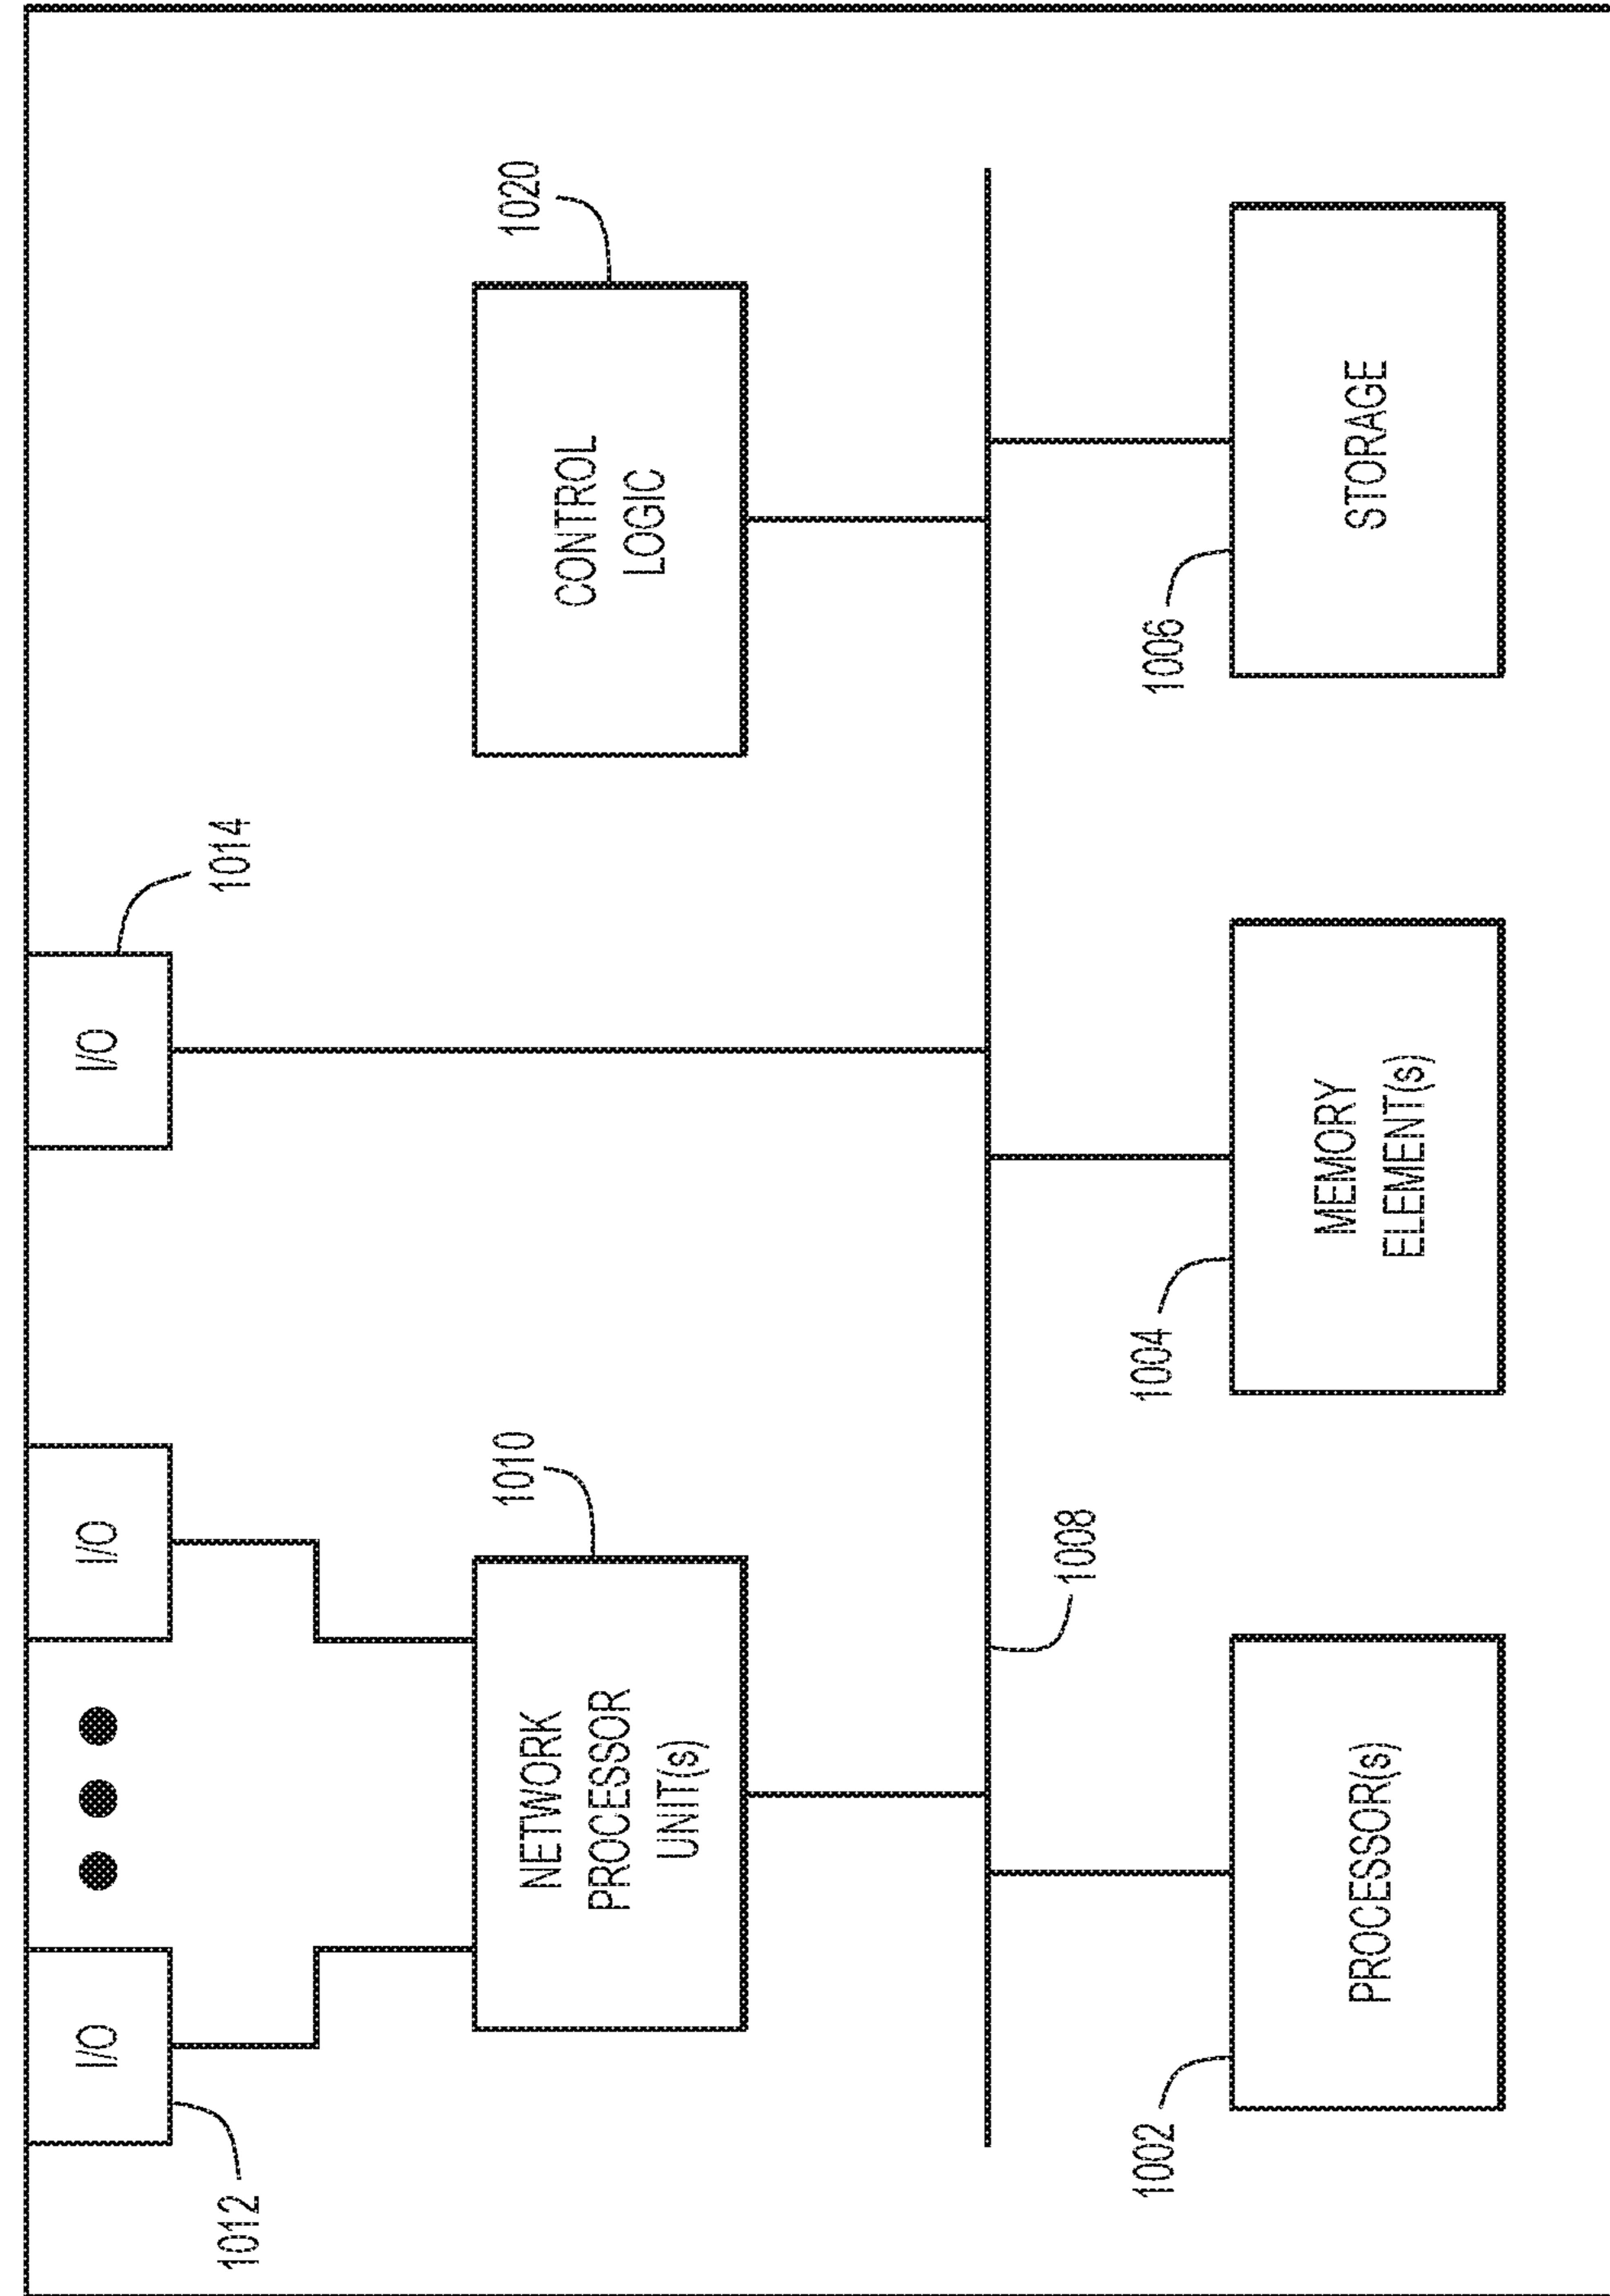 I/O
I/O
I/O
1012
1014
1010
1020
NETWORK
PROCESSOR
UNIT(s)
CONTROL
LOGIC
1008
1002
1004
1006
PROCESSOR(s)
MEMORY
ELEMENT(s)
STORAGE